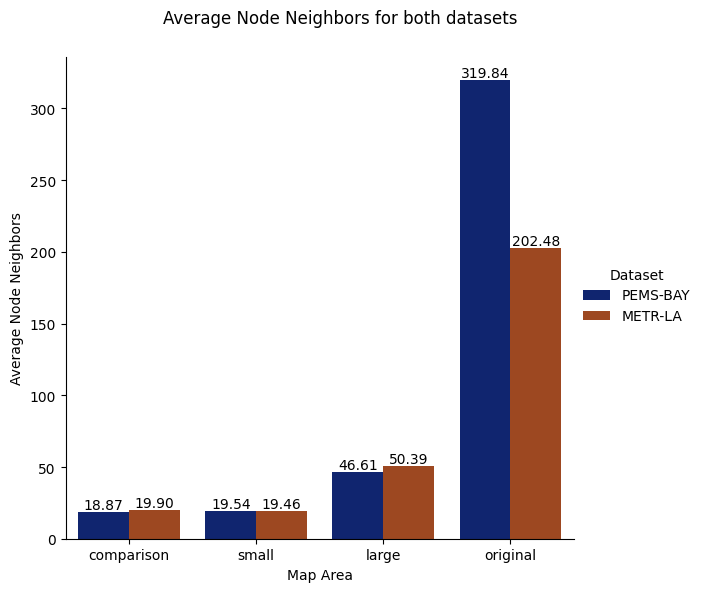 Average Node Neighbors for both datasets
319.84
300
250
202.48
200
150
100
50
0
Average Node Neighbors
18.87 19.90 19.54 19.46 46.61 50.39
comparison small large original
Map Area
Dataset
PEMS-BAY
METR-LA